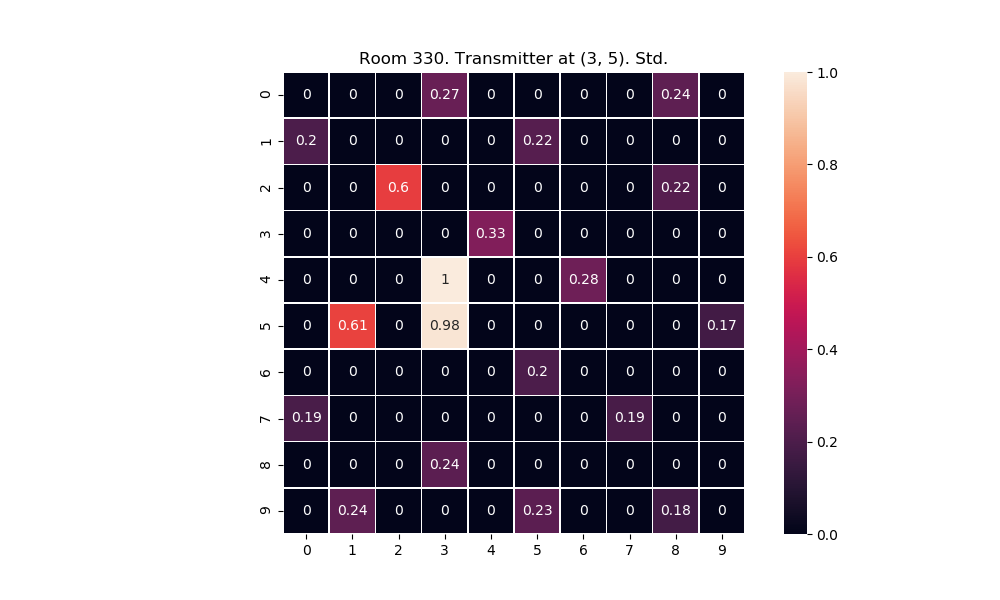 Room 330. Transmitter at (3, 5). Std.
0 0 0 0 0.27 0 0 0 0 0.24 0
1 0.2 0 0 0 0 0.22 0 0 0 0
2 0 0 0.6 0 0 0 0 0 0.22 0
3 0 0 0 0 0.33 0 0 0 0 0
4 0 0 0 1 0 0 0.28 0 0 0
5 0 0.61 0 0.98 0 0 0 0 0 0.17
6 0 0 0 0 0 0.2 0 0 0 0
7 0.19 0 0 0 0 0 0 0.19 0 0
8 0 0 0 0.24 0 0 0 0 0 0
9 0 0.24 0 0 0 0.23 0 0 0.18 0
0 1 2 3 4 5 6 7 8 9
1.0
0.8
0.6
0.4
0.2
0.0